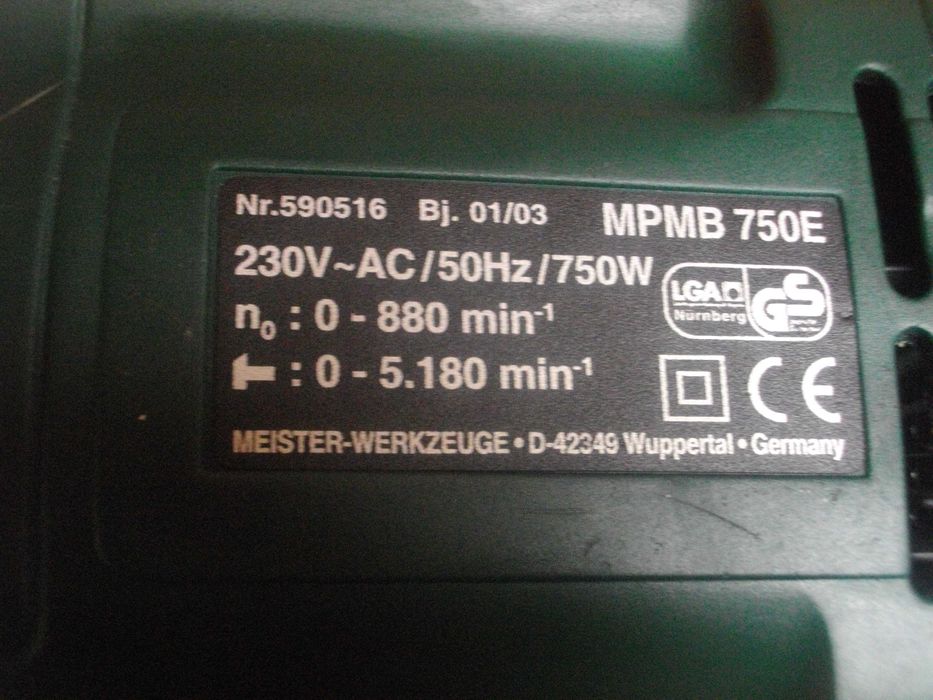 Nr.590516 Bj. 01/03 MPMB 750E
230V~AC/50Hz/750W
LGA
Nürnberg
GS
n₀ : 0 - 880 min⁻¹
: 0 - 5.180 min⁻¹
CE
MEISTER-WERKZEUGE • D-42349 Wuppertal • Germany